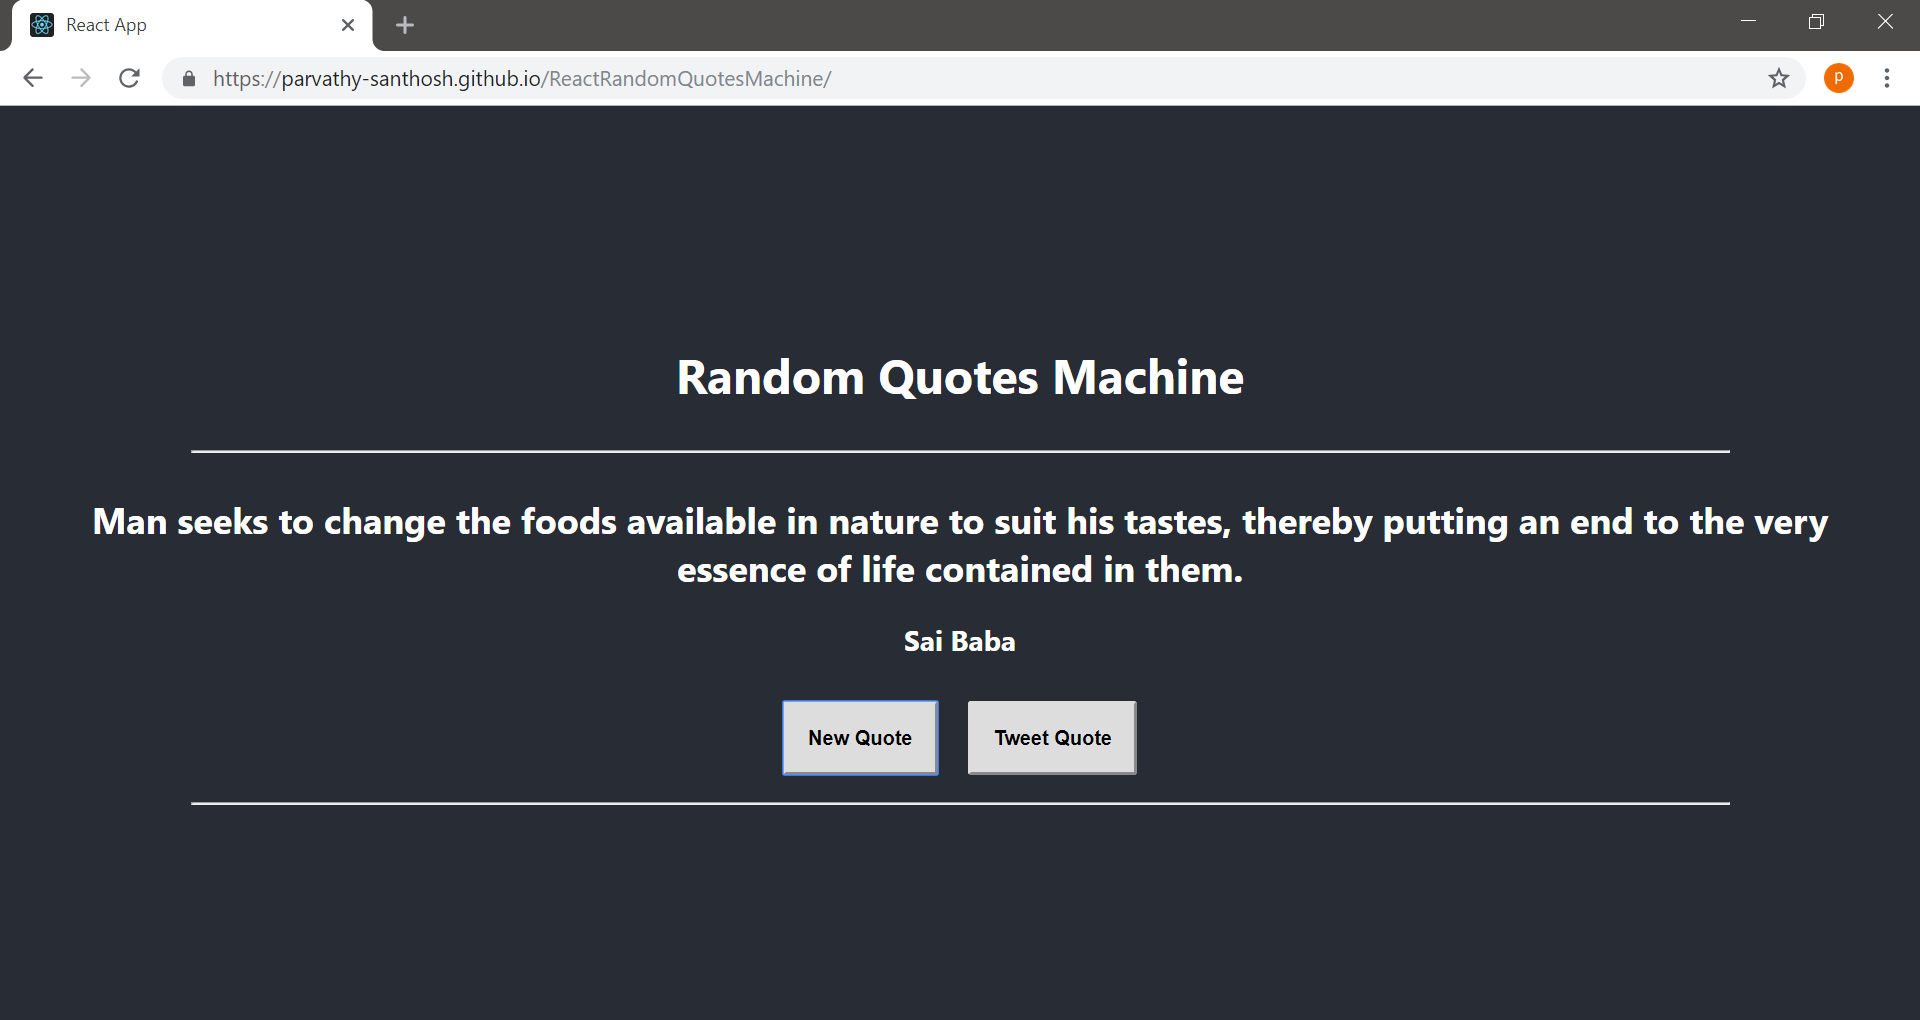 React App
https://parvathy-santhosh.github.io/ReactRandomQuotesMachine/
p
Random Quotes Machine
Man seeks to change the foods available in nature to suit his tastes, thereby putting an end to the very
essence of life contained in them.
Sai Baba
New Quote
Tweet Quote